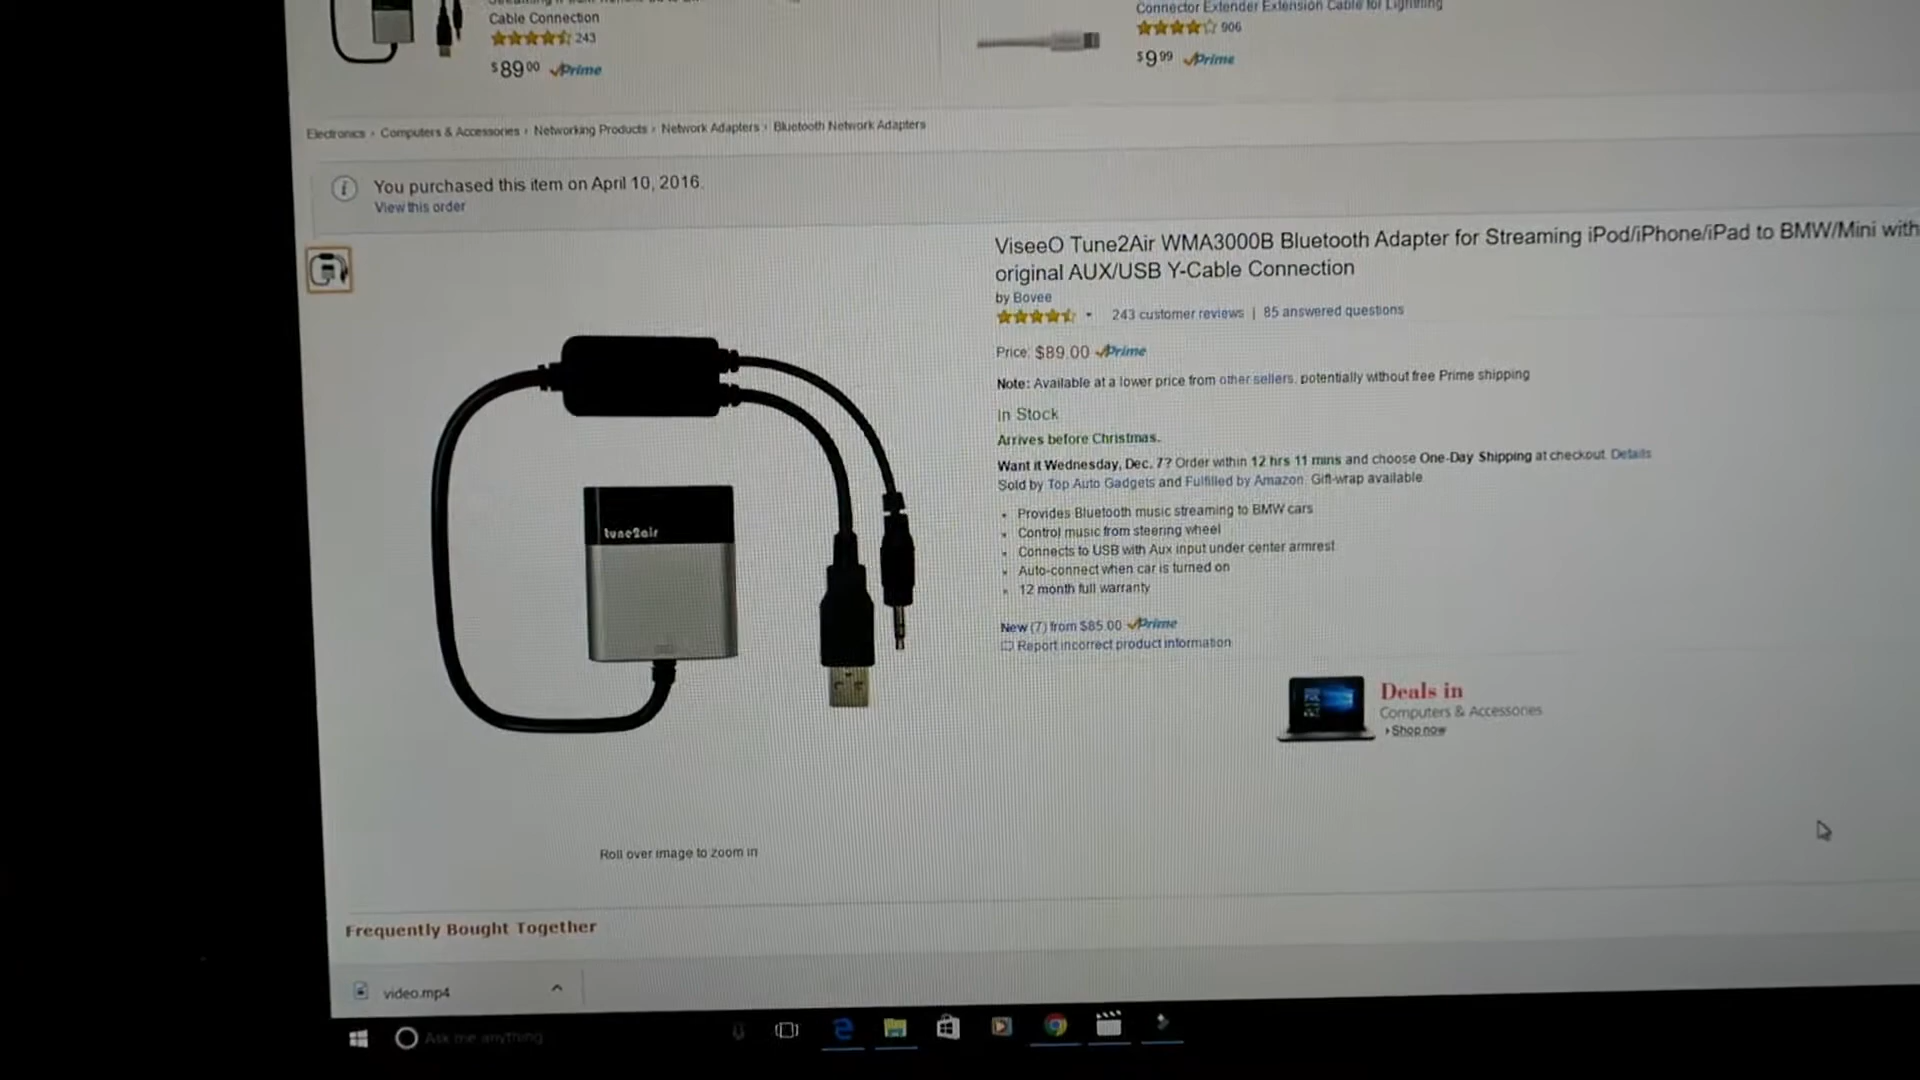 Cable Connection
243
$89.00 Prime
Connector Extender Extension Cable for Lightning
906
$9.99 Prime
Electronics › Computers & Accessories › Networking Products › Network Adapters › Bluetooth Network Adapters
You purchased this item on April 10, 2016.
View this order
ViseeO Tune2Air WMA3000B Bluetooth Adapter for Streaming iPod/iPhone/iPad to BMW/Mini with
original AUX/USB Y-Cable Connection
by Bovee
243 customer reviews | 85 answered questions
Price: $89.00 Prime
Note: Available at a lower price from other sellers, potentially without free Prime shipping
In Stock.
Arrives before Christmas.
Want it Wednesday, Dec. 7? Order within 12 hrs 11 mins and choose One-Day Shipping at checkout. Details
Sold by Top Auto Gadgets and Fulfilled by Amazon. Gift-wrap available.
Provides Bluetooth music streaming to BMW cars
Control music from steering wheel
Connects to USB with Aux input under center armrest
Auto-connect when car is turned on
12 month full warranty
New (7) from $85.00 Prime
Report incorrect product information
tune2air
Deals in
Computers & Accessories
› Shop now
Roll over image to zoom in
Frequently Bought Together
video.mp4
Ask me anything